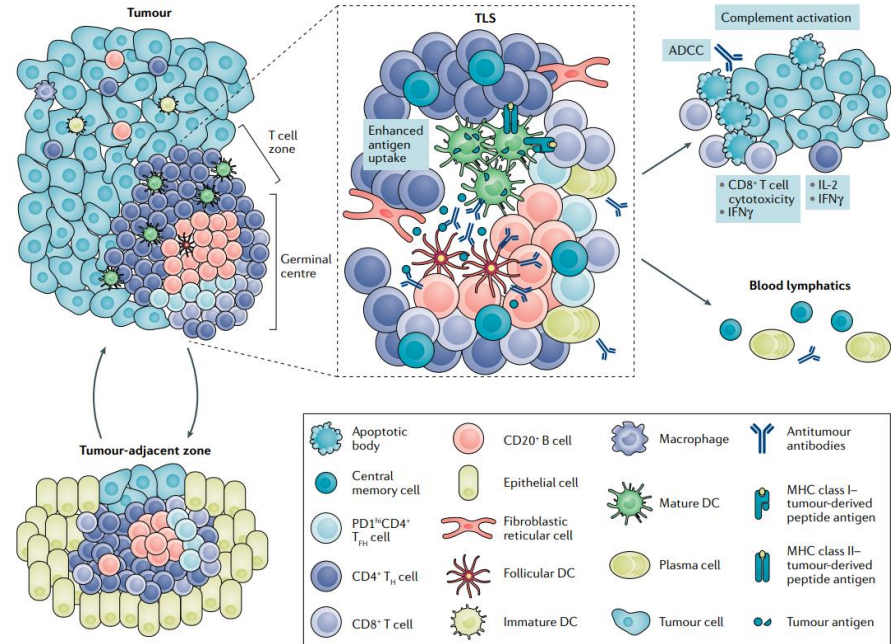 Tumour
T cell
zone
Germinal
centre
TLS
Enhanced
antigen
uptake
Complement activation
ADCC
• CD8⁺ T cell
cytotoxicity
• IFNγ
• IL-2
• IFNγ
Blood lymphatics
Tumour-adjacent zone
Apoptotic
body
Central
memory cell
PD1ʰⁱCD4⁺
T_FH cell
CD4⁺ T_H cell
CD8⁺ T cell
CD20⁺ B cell
Epithelial cell
Fibroblastic
reticular cell
Follicular DC
Immature DC
Macrophage
Mature DC
Plasma cell
Tumour cell
Antitumour
antibodies
MHC class I–
tumour-derived
peptide antigen
MHC class II–
tumour-derived
peptide antigen
Tumour antigen